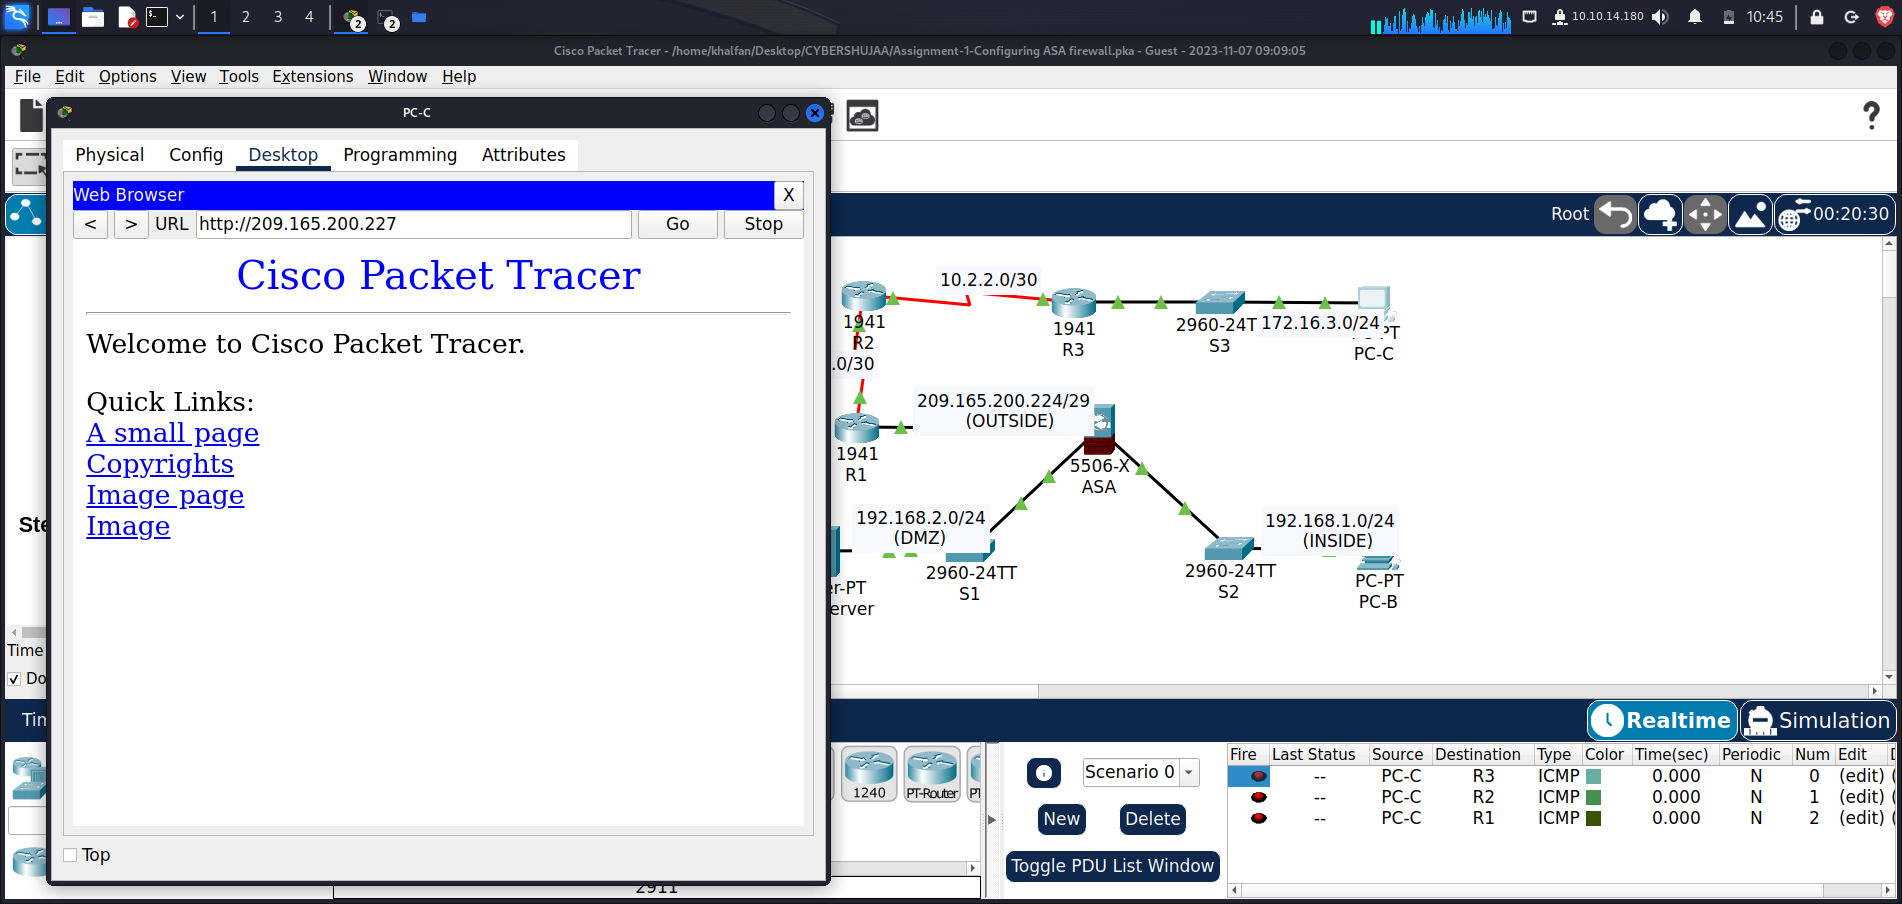 1 2 3 4 2 2 10.10.14.180 10:45
Cisco Packet Tracer - /home/khalfan/Desktop/CYBERSHUJAA/Assignment-1-Configuring ASA firewall.pka - Guest - 2023-11-07 09:09:05
File Edit Options View Tools Extensions Window Help
PC-C
Physical Config Desktop Programming Attributes
Web Browser X
< > URL http://209.165.200.227 Go Stop
Cisco Packet Tracer
Welcome to Cisco Packet Tracer.
Quick Links:
A small page
Copyrights
Image page
Image
Top
Root 00:20:30
10.2.2.0/30
1941
R2
.0/30
1941
R3
2960-24T
S3
172.16.3.0/24
PT
PC-C
209.165.200.224/29
(OUTSIDE)
1941
R1
5506-X
ASA
192.168.2.0/24
(DMZ)
192.168.1.0/24
(INSIDE)
er-PT
erver
2960-24TT
S1
2960-24TT
S2
PC-PT
PC-B
Ste
Time
Do
Tim
Realtime Simulation
1240 PT-Router PT
2911
Scenario 0
New Delete
Toggle PDU List Window
Fire Last Status Source Destination Type Color Time(sec) Periodic Num Edit D
-- PC-C R3 ICMP 0.000 N 0 (edit) (
-- PC-C R2 ICMP 0.000 N 1 (edit) (
-- PC-C R1 ICMP 0.000 N 2 (edit) (